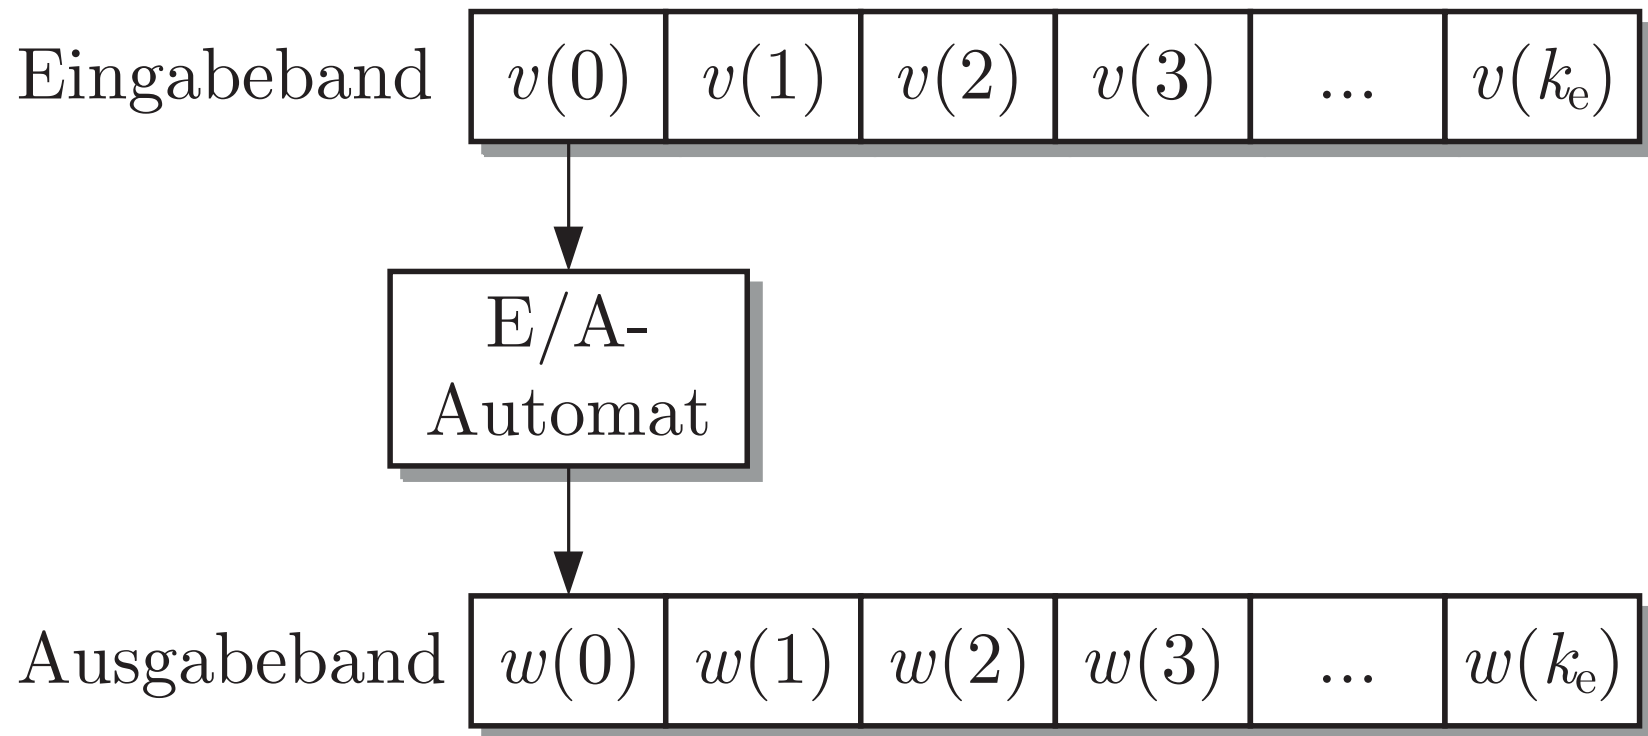 Eingabeband v(0) v(1) v(2) v(3) ... v(kₑ)
E/A-
Automat
Ausgabeband w(0) w(1) w(2) w(3) ... w(kₑ)